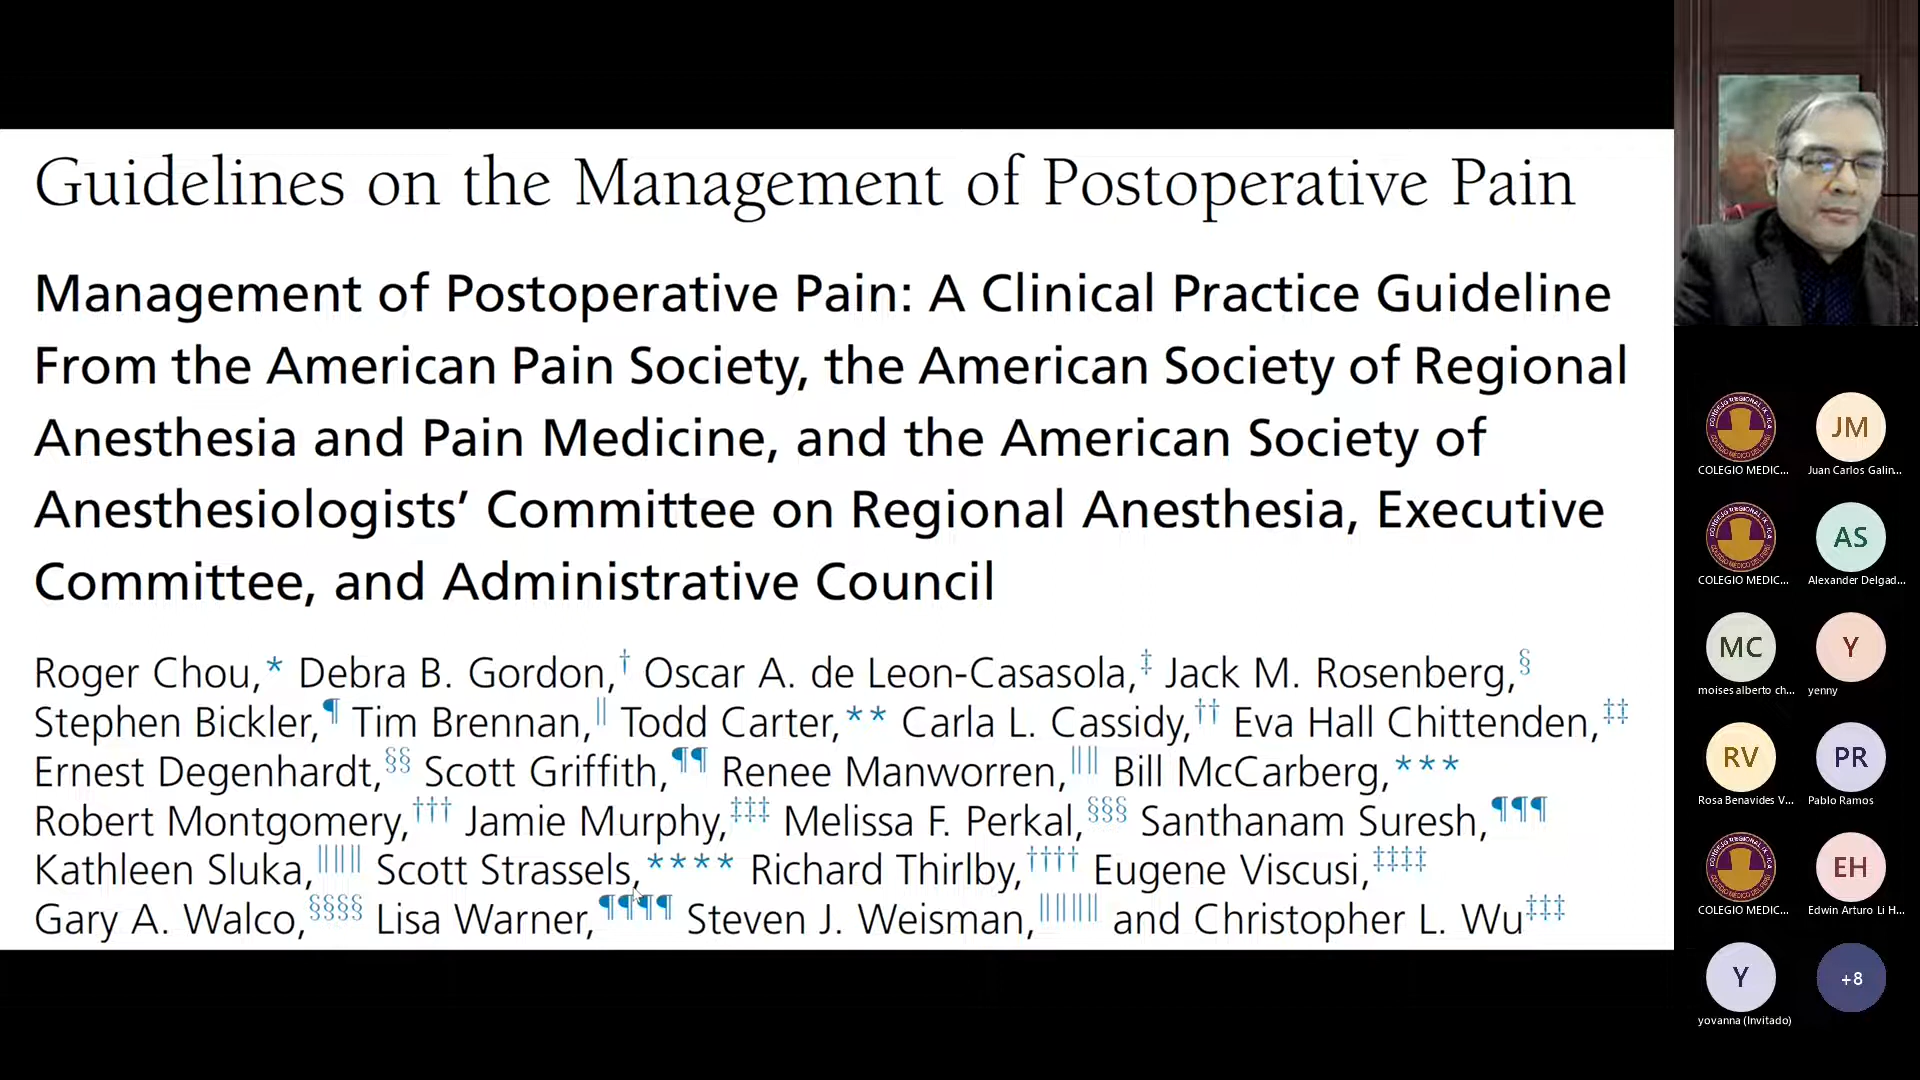 Guidelines on the Management of Postoperative Pain
Management of Postoperative Pain: A Clinical Practice Guideline
From the American Pain Society, the American Society of Regional
Anesthesia and Pain Medicine, and the American Society of
Anesthesiologists’ Committee on Regional Anesthesia, Executive
Committee, and Administrative Council
Roger Chou,* Debra B. Gordon,† Oscar A. de Leon-Casasola,‡ Jack M. Rosenberg,§
Stephen Bickler,¶ Tim Brennan,‖ Todd Carter,** Carla L. Cassidy,†† Eva Hall Chittenden,‡‡
Ernest Degenhardt,§§ Scott Griffith,¶¶ Renee Manworren,‖‖ Bill McCarberg,***
Robert Montgomery,††† Jamie Murphy,‡‡‡ Melissa F. Perkal,§§§ Santhanam Suresh,¶¶¶
Kathleen Sluka,‖‖‖ Scott Strassels,**** Richard Thirlby,†††† Eugene Viscusi,‡‡‡‡
Gary A. Walco,§§§§ Lisa Warner,¶¶¶¶ Steven J. Weisman,‖‖‖‖ and Christopher L. Wu‡‡‡
COLEGIO MEDIC...
JM
Juan Carlos Galin...
COLEGIO MEDIC...
AS
Alexander Delgad...
MC
moises alberto ch...
Y
yenny
RV
Rosa Benavides V...
PR
Pablo Ramos
COLEGIO MEDIC...
EH
Edwin Arturo Li H...
Y
yovanna (Invitado)
+8